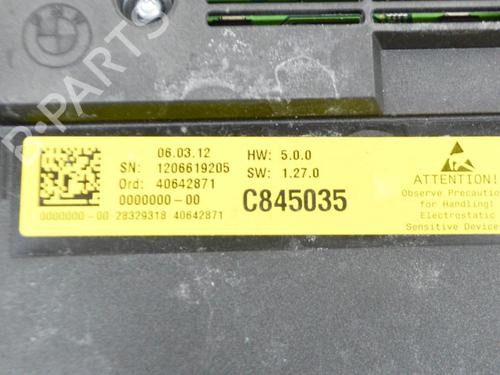 06.03.12 HW: 5.0.0
SN: 1206619205 SW: 1.27.0
Ord: 40642871
0000000-00 C845035
0000000-00 28329318 40642871
ATTENTION!
Observe Precautio
for Handling!
Electrostatic
Sensitive Devices
D-PARTS